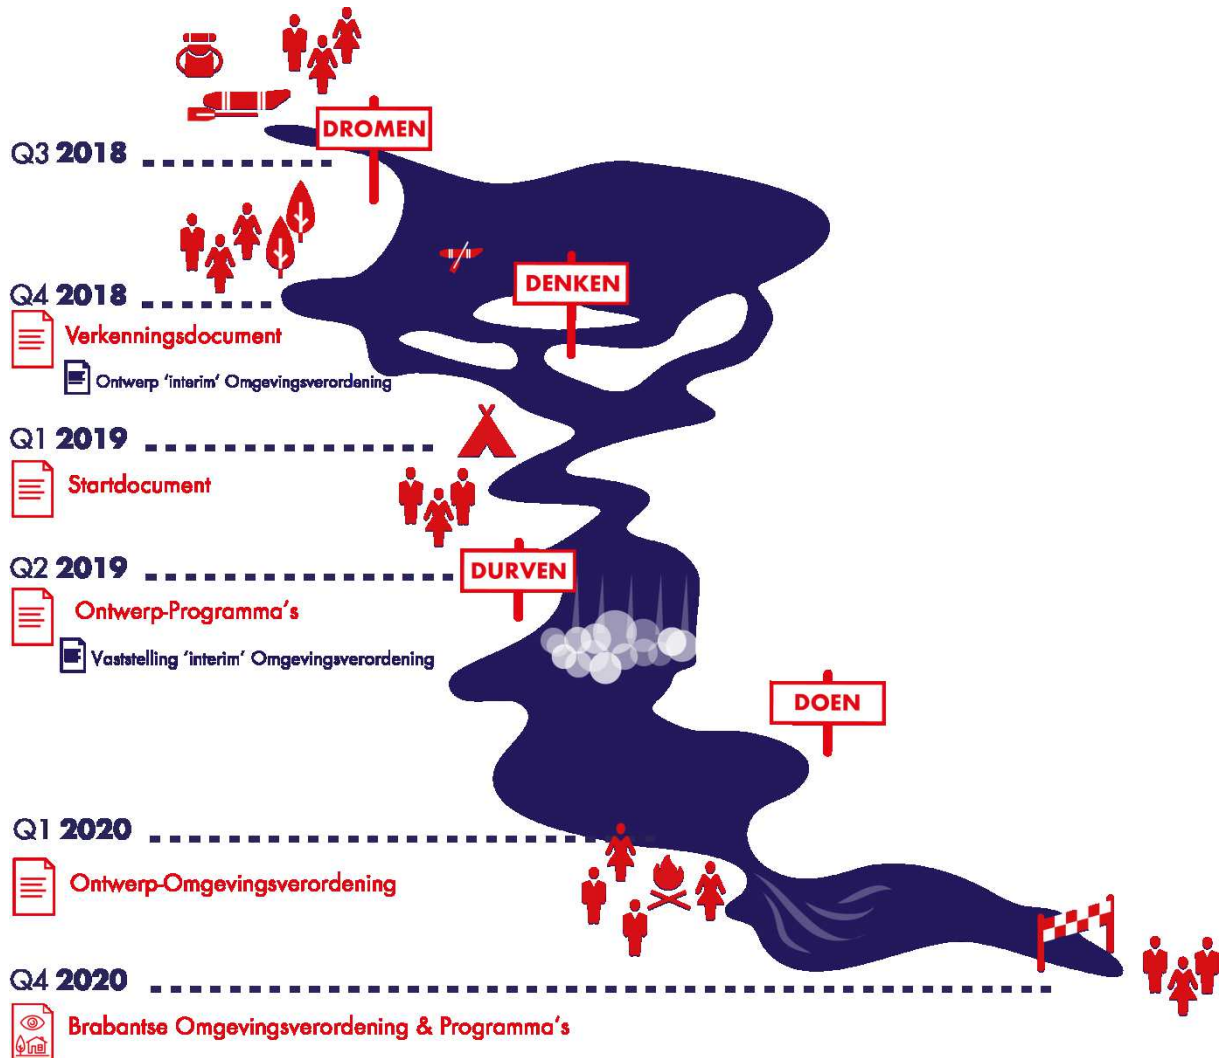 DROMEN
Q3 2018
DENKEN
Q4 2018
Verkenningsdocument
Ontwerp 'interim' Omgevingsverordening
Q1 2019
Startdocument
Q2 2019
DURVEN
Ontwerp-Programma's
Vaststelling 'interim' Omgevingsverordening
DOEN
Q1 2020
Ontwerp-Omgevingsverordening
Q4 2020
Brabantse Omgevingsverordening & Programma's